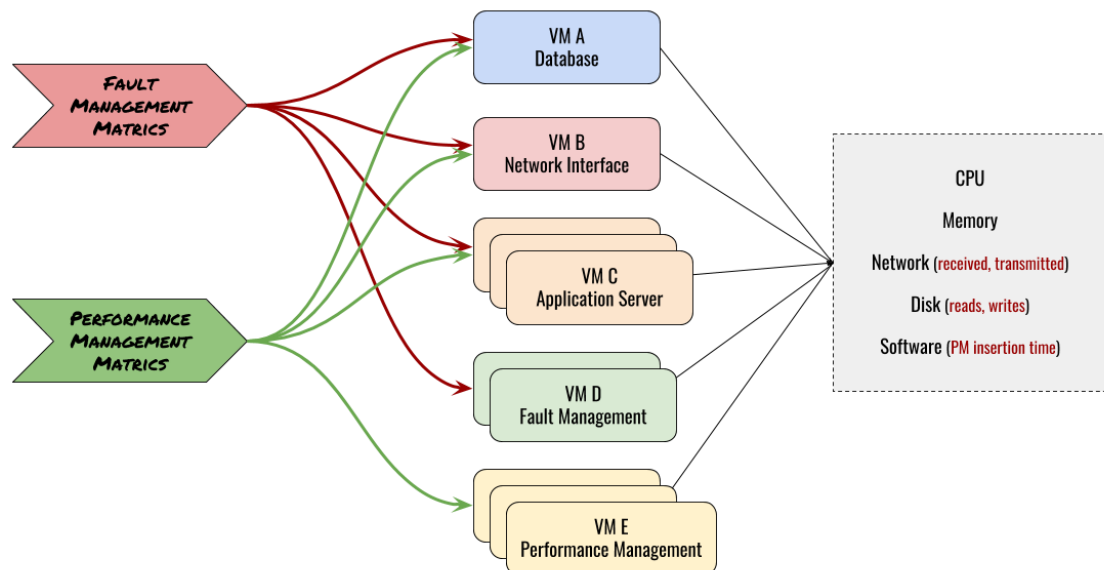 FAULT
MANAGEMENT
MATRICS
PERFORMANCE
MANAGEMENT
MATRICS
VM A
Database
VM B
Network Interface
VM C
Application Server
VM D
Fault Management
VM E
Performance Management
CPU
Memory
Network (received, transmitted)
Disk (reads, writes)
Software (PM insertion time)